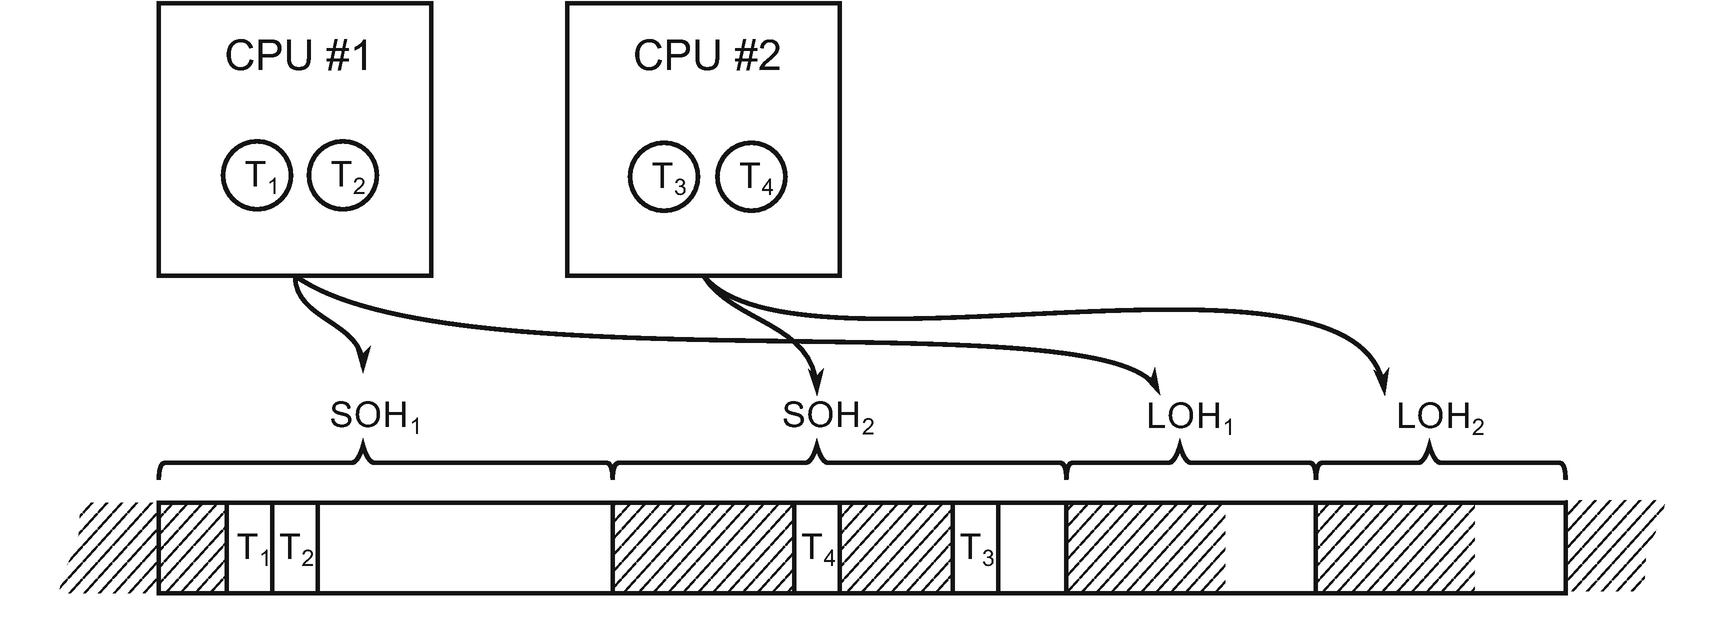 CPU #1 CPU #2
T₁ T₂ T₃ T₄
SOH₁ SOH₂ LOH₁ LOH₂
T₁ T₂ T₄ T₃